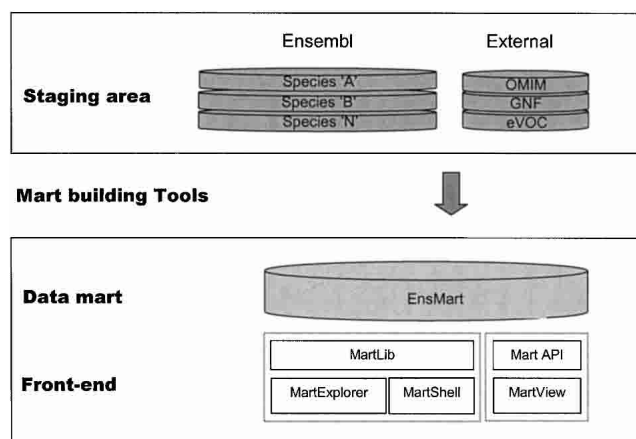 Ensembl External
Staging area
Species 'A' OMIM
Species 'B' GNF
Species 'N' eVOC
Mart building Tools
Data mart
EnsMart
Front-end
MartLib Mart API
MartExplorer MartShell MartView